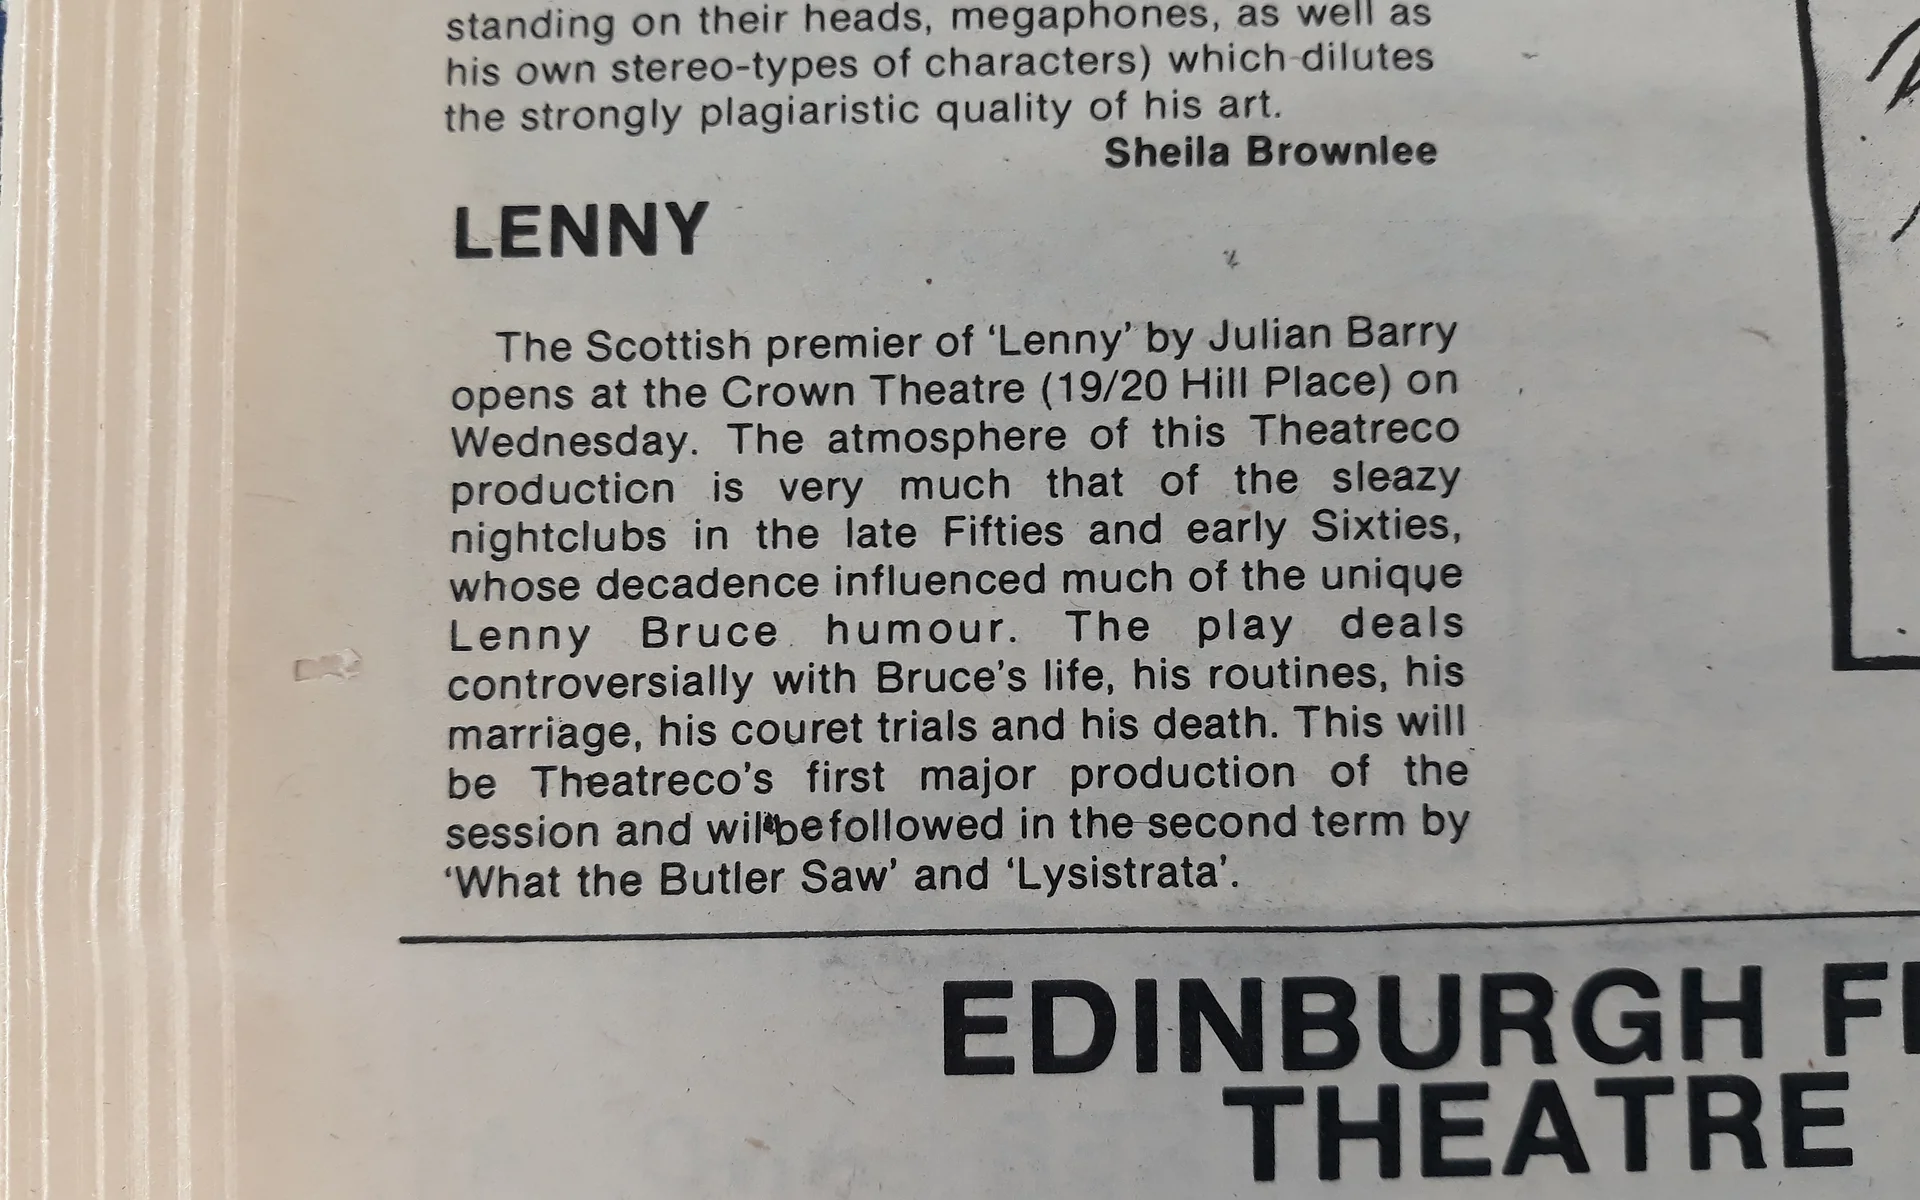 standing on their heads, megaphones, as well as
his own stereo-types of characters) which dilutes
the strongly plagiaristic quality of his art.
Sheila Brownlee
LENNY
The Scottish premier of ‘Lenny’ by Julian Barry
opens at the Crown Theatre (19/20 Hill Place) on
Wednesday. The atmosphere of this Theatreco
production is very much that of the sleazy
nightclubs in the late Fifties and early Sixties,
whose decadence influenced much of the unique
Lenny Bruce humour. The play deals
controversially with Bruce’s life, his routines, his
marriage, his couret trials and his death. This will
be Theatreco’s first major production of the
session and will be followed in the second term by
‘What the Butler Saw’ and ‘Lysistrata’.
EDINBURGH
THEATRE